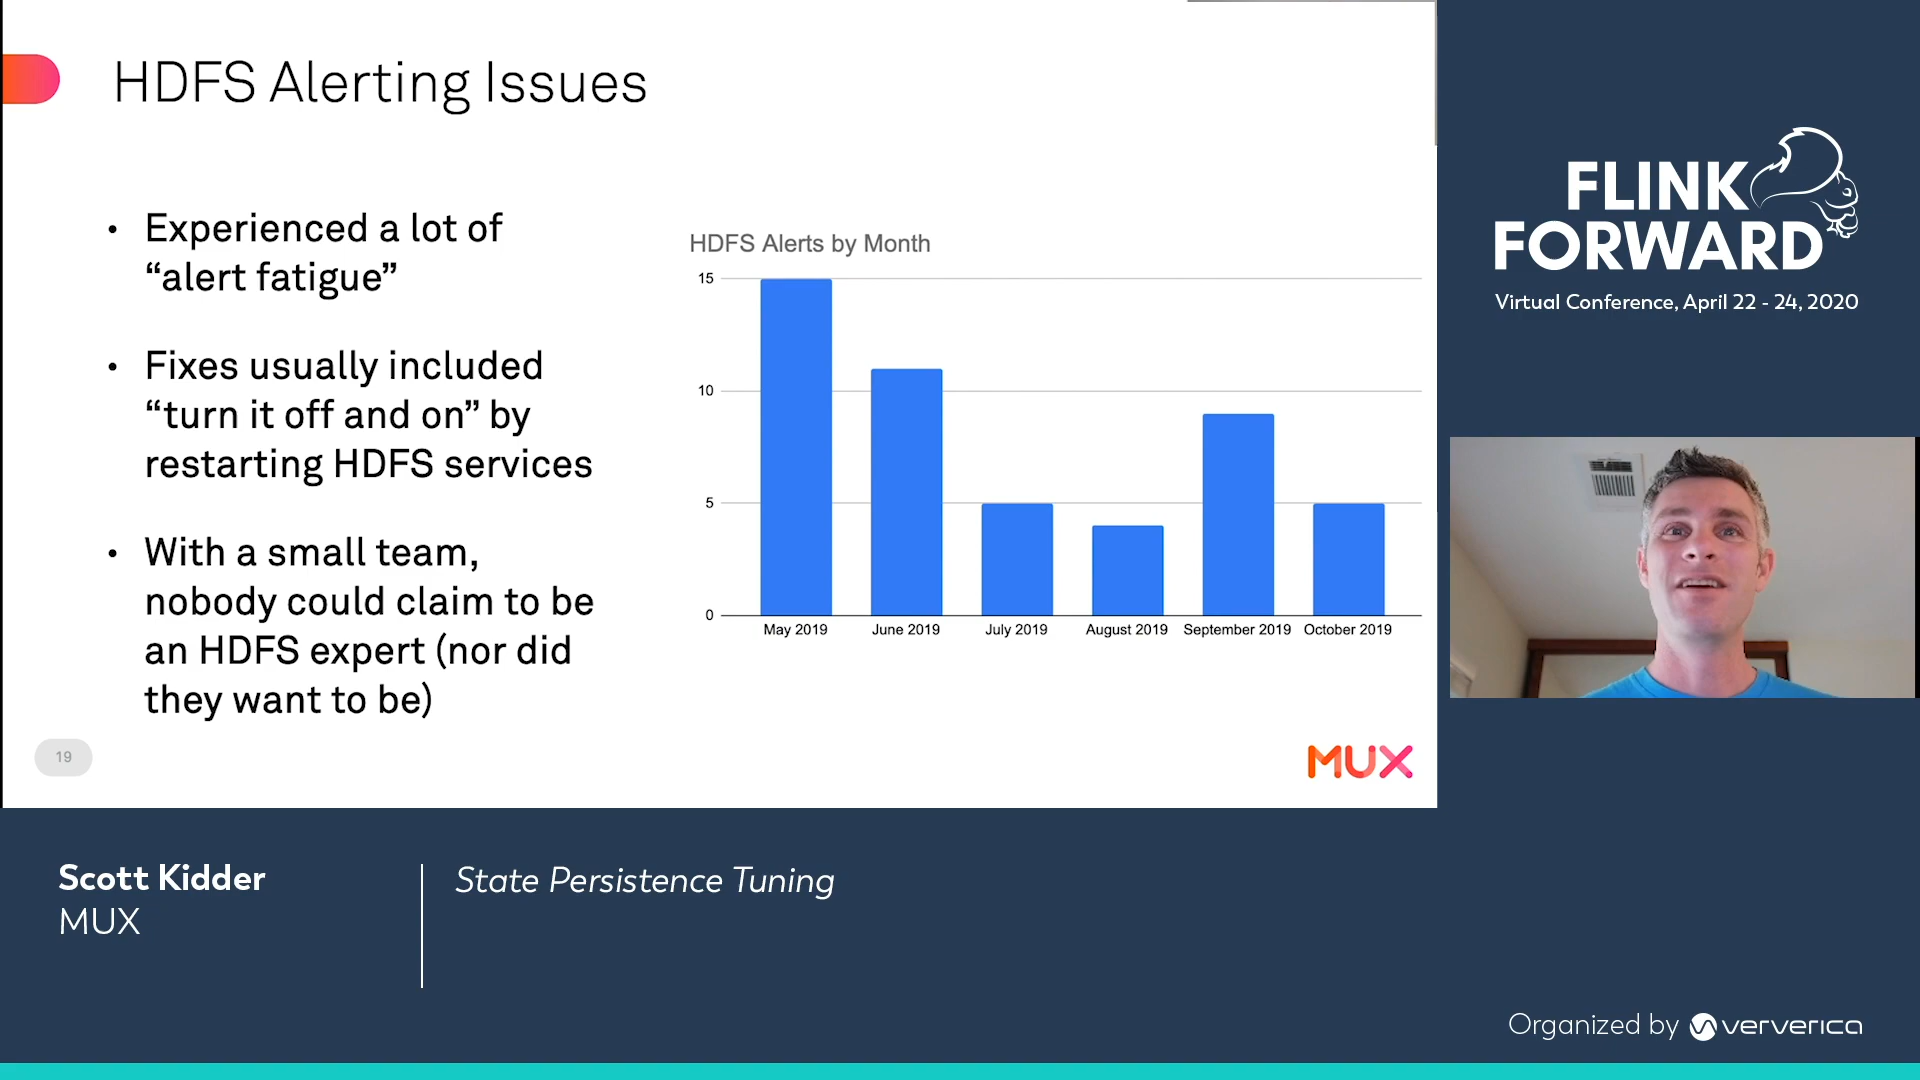 HDFS Alerting Issues
• Experienced a lot of
“alert fatigue”
• Fixes usually included
“turn it off and on” by
restarting HDFS services
• With a small team,
nobody could claim to be
an HDFS expert (nor did
they want to be)
HDFS Alerts by Month
15
10
5
0
May 2019 June 2019 July 2019 August 2019 September 2019 October 2019
19
MUX
FLINK
FORWARD
Virtual Conference, April 22 - 24, 2020
Scott Kidder
MUX
State Persistence Tuning
Organized by ververica